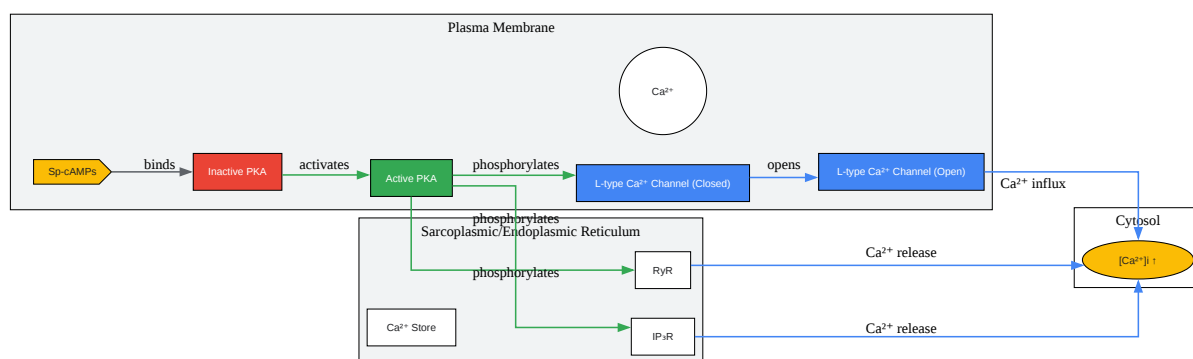 Plasma Membrane
Ca²⁺
Sp-cAMPs
binds
Inactive PKA
activates
Active PKA
phosphorylates
L-type Ca²⁺ Channel (Closed)
opens
L-type Ca²⁺ Channel (Open)
Ca²⁺ influx
phosphorylates
Sarcoplasmic/Endoplasmic Reticulum
Cytosol
phosphorylates
RyR
Ca²⁺ release
[Ca²⁺]i ↑
Ca²⁺ Store
IP₃R
Ca²⁺ release